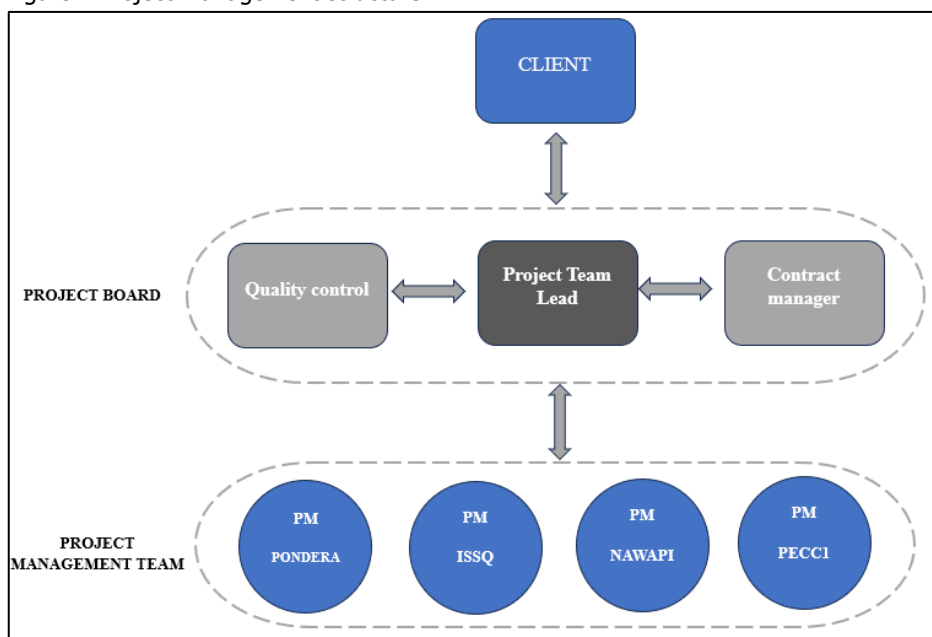 CLIENT
PROJECT BOARD
Quality control
Project Team
Lead
Contract
manager
PROJECT
MANAGEMENT TEAM
PM
PONDERA
PM
ISSQ
PM
NAWAPI
PM
PECC1